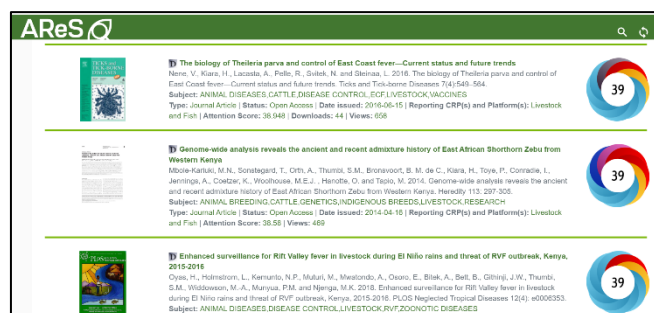 AReS
The biology of Theileria parva and control of East Coast fever—Current status and future trends
Nene, V., Kiara, H., Lacasta, A., Pelle, R., Svitek, N. and Steinaa, L. 2016. The biology of Theileria parva and control of
East Coast fever—Current status and future trends. Ticks and Tick-borne Diseases 7(4):549–564.
Subject: ANIMAL DISEASES,CATTLE,DISEASE CONTROL,ECF,LIVESTOCK,VACCINES
Type: Journal Article | Status: Open Access | Date issued: 2016-06-15 | Reporting CRP(s) and Platform(s): Livestock
and Fish | Attention Score: 38.948 | Downloads: 44 | Views: 658
39
Genome-wide analysis reveals the ancient and recent admixture history of East African Shorthorn Zebu from
Western Kenya
Mbole-Kariuki, M.N., Sonstegard, T., Orth, A., Thumbi, S.M., Bronsvoort, B. M. de C., Kiara, H., Toye, P., Conradie, I.,
Jennings, A., Coetzer, K., Woolhouse, M.E.J. , Hanotte, O. and Tapio, M. 2014. Genome-wide analysis reveals the ancient
and recent admixture history of East African Shorthorn Zebu from Western Kenya. Heredity 113: 297-305.
Subject: ANIMAL BREEDING,CATTLE,GENETICS,INDIGENOUS BREEDS,LIVESTOCK,RESEARCH
Type: Journal Article | Status: Open Access | Date issued: 2014-04-16 | Reporting CRP(s) and Platform(s): Livestock
and Fish | Attention Score: 38.58 | Views: 469
39
Enhanced surveillance for Rift Valley fever in livestock during El Niño rains and threat of RVF outbreak, Kenya,
2015-2016
Oyas, H., Holmstrom, L., Kemunto, N.P., Muturi, M., Mwatondo, A., Osoro, E., Bitek, A., Bett, B., Githinji, J.W., Thumbi,
S.M., Widdowson, M.-A., Munyua, P.M. and Njenga, M.K. 2018. Enhanced surveillance for Rift Valley fever in livestock
during El Niño rains and threat of RVF outbreak, Kenya, 2015-2016. PLOS Neglected Tropical Diseases 12(4): e0006353.
Subject: ANIMAL DISEASES,DISEASE CONTROL,LIVESTOCK,RVF,ZOONOTIC DISEASES
39